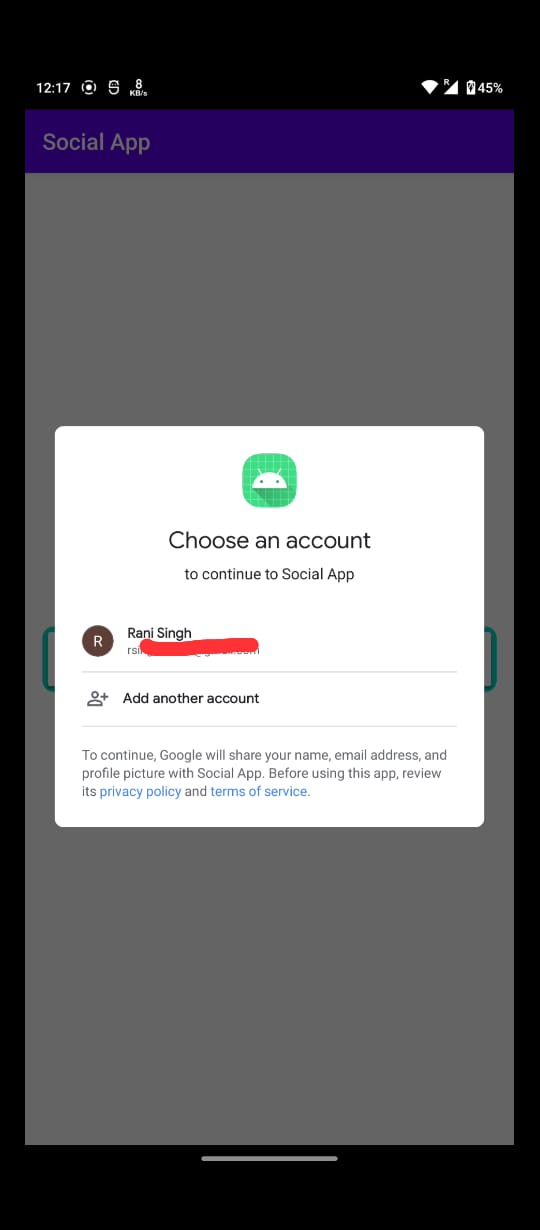 12:17 8 KB/s R 45%
Social App
Choose an account
to continue to Social App
R Rani Singh
Add another account
To continue, Google will share your name, email address, and
profile picture with Social App. Before using this app, review
its privacy policy and terms of service.